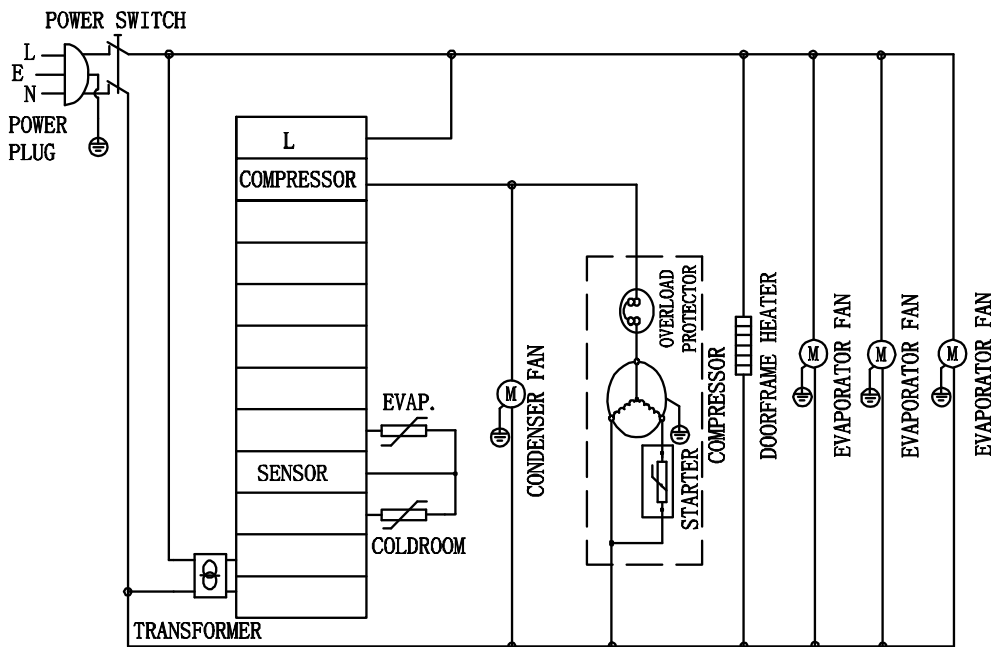 POWER SWITCH
L
E
N
POWER
PLUG
L
COMPRESSOR
EVAP.
SENSOR
COLDROOM
TRANSFORMER
CONDENSER FAN
OVERLOAD
PROTECTOR
STARTER
COMPRESSOR
DOORFRAME HEATER
M
M
M
M
EVAPORATOR FAN
EVAPORATOR FAN
EVAPORATOR FAN